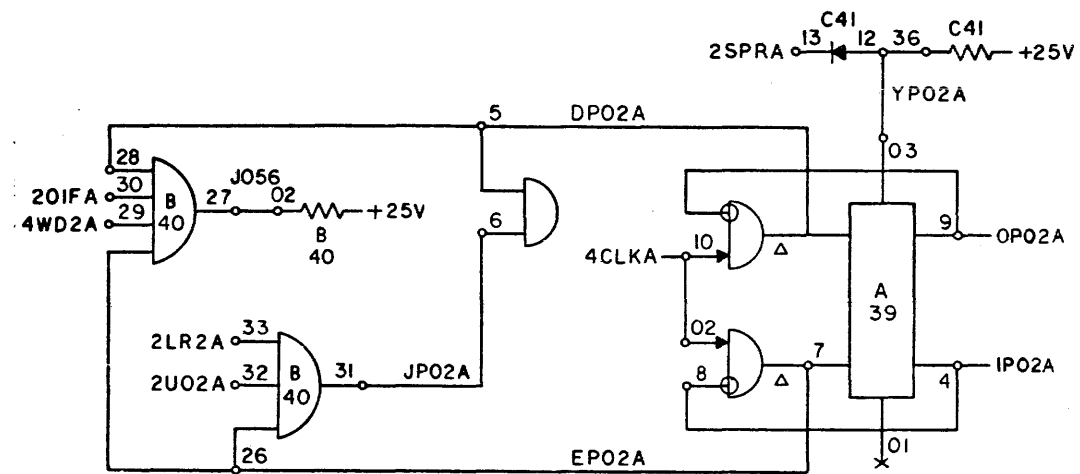 C41
C41
2SPRA 13 12 36 +25V
YP02A
5 DP02A
03
28
201FA 30 B 27 J056 02 +25V
4WD2A 29 40
B
40
6
4CLKA 10 Δ
9 0P02A
A
39
02
2LR2A 33
2U02A 32 B 31 JP02A
40
8 Δ 7
4 1P02A
01
26 EP02A